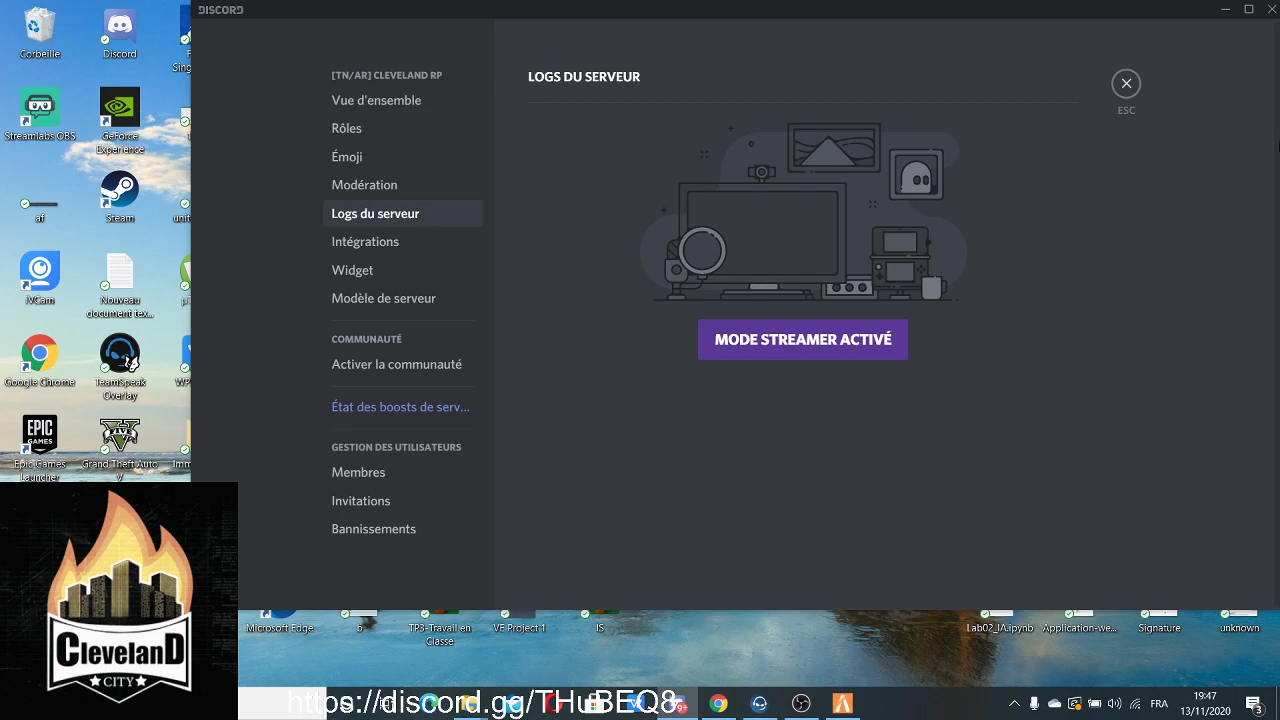 DISCORD
Corbeille
Discord
Streamlabs OBS
GeForce
Experience
af
Steam
iVCam
Nouveau
document tex...
Google Chrome
TeamSpeak
Overlay
Epic Games
Launcher
EPIC
GAMES
FIVE
Grand Theft Auto
V
[TN/AR] CLEVELAND RP
Vue d'ensemble
Rôles
Émoji
Modération
Logs du serveur
Intégrations
Widget
Modèle de serveur
COMMUNAUTÉ
Activer la communauté
État des boosts de serv...
GESTION DES UTILISATEURS
Membres
Invitations
Bannissements
LOGS DU SERVEUR
ESC
MODE STREAMER ACTIVÉ
ClevelanD
CITY
Microsoft Edge
b
TP3-Travail en
Classe
VE Project 1
IS
Lab02_IA.ipynb
Application-v
Signature
unknown
https://discord.gg/BEQ8
FRA
19:47
13/11/2020